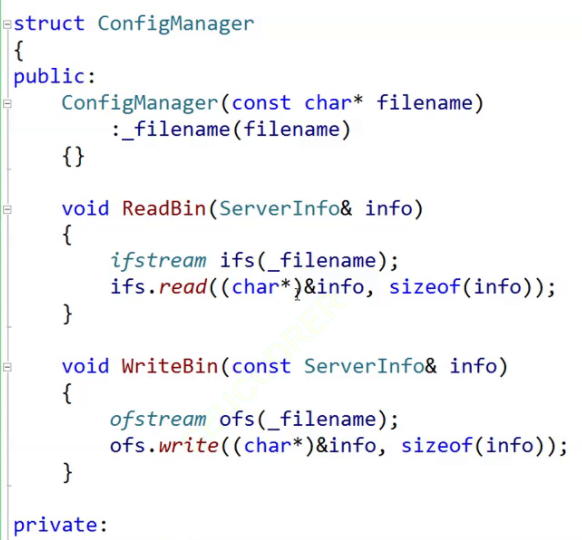 struct ConfigManager
{
public:
    ConfigManager(const char* filename)
        :_filename(filename)
    {}

    void ReadBin(ServerInfo& info)
    {
        ifstream ifs(_filename);
        ifs.read((char*)&info, sizeof(info));
    }

    void WriteBin(const ServerInfo& info)
    {
        ofstream ofs(_filename);
        ofs.write((char*)&info, sizeof(info));
    }

private: